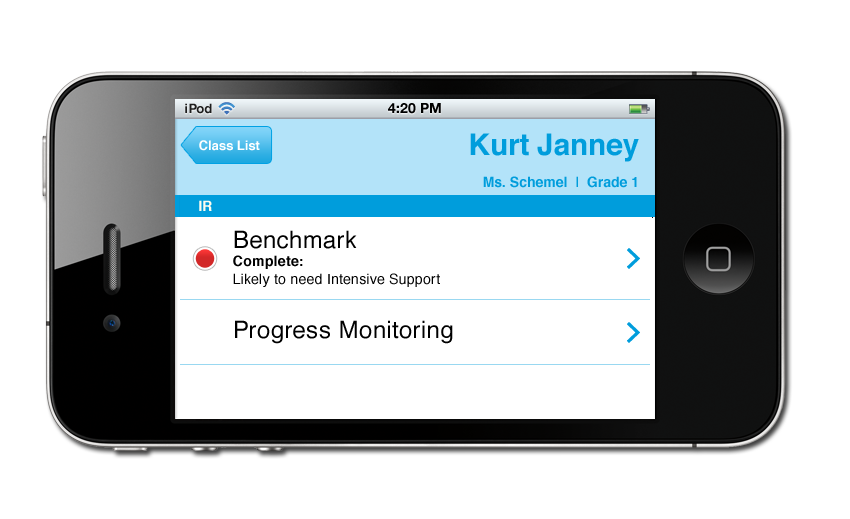 iPod 4:20 PM
Class List
Kurt Janney
Ms. Schemel | Grade 1
IR
Benchmark
Complete:
Likely to need Intensive Support
Progress Monitoring